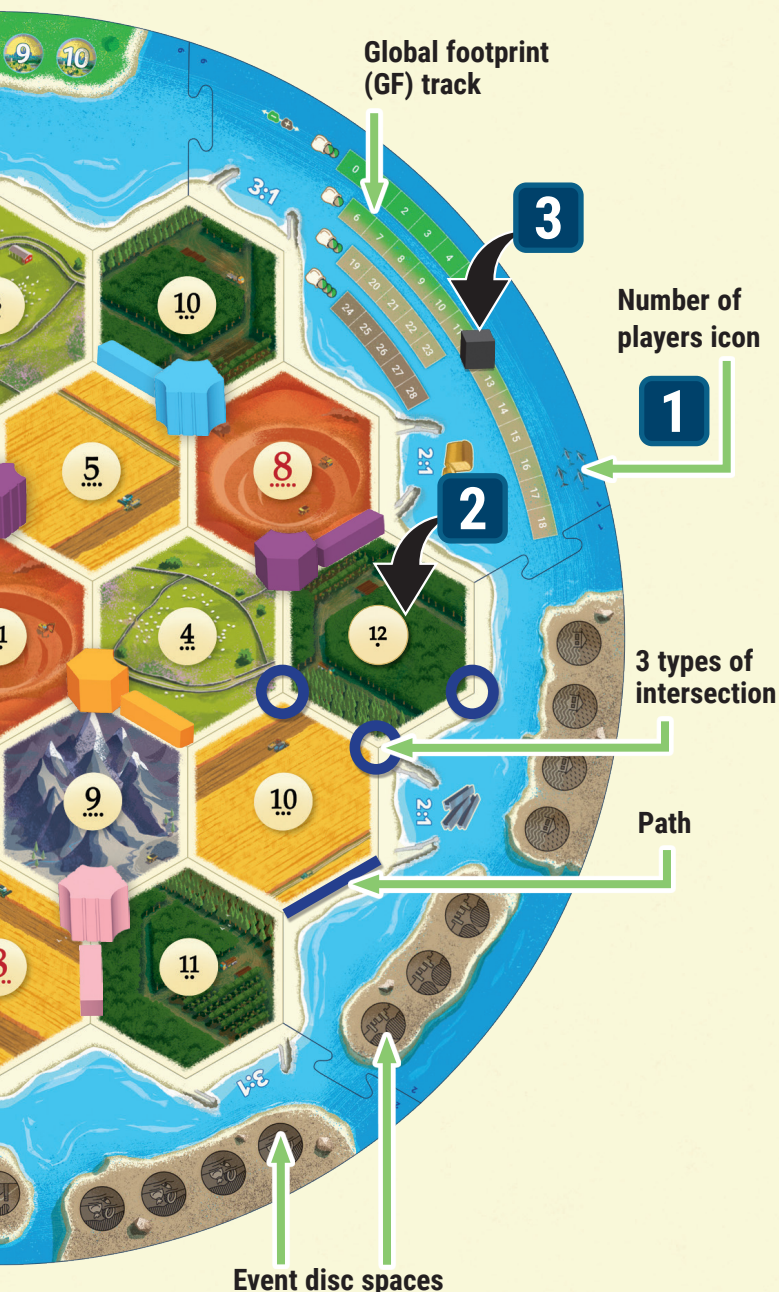 9 10
6 6
Global footprint
(GF) track
0 2 3 4
6 7 8 9 10
13 14 15 16 17 18
19 20 21 22 23
24 25 26 27 28
3:1
3
10
Number of
players icon
1
5
8
2:1
2
4
12
3 types of
intersection
9
10
2:1
Path
11
3:1
Event disc spaces